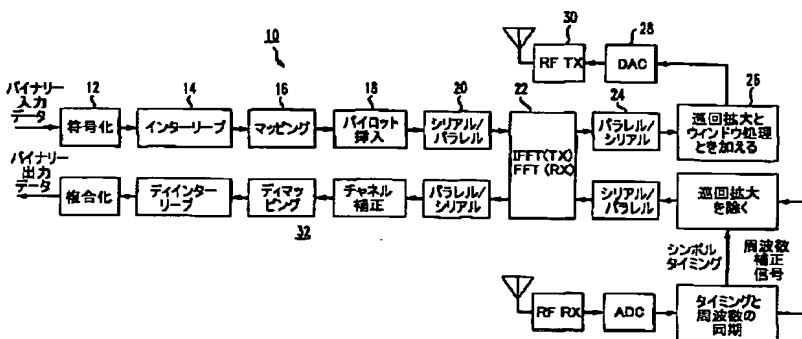 10
30
28
RF TX
DAC
バイナリー
入力
データ
12
14
16
18
20
22
24
26
符号化
インターリーブ
マッピング
パイロット
挿入
シリアル/
パラレル
IFFT(TX)
FFT (RX)
パラレル/
シリアル
巡回拡大と
ウィンドウ処理
とを加える
バイナリー
出力
データ
複合化
ディインター
リーブ
ディマッ
ピング
チャネル
補正
パラレル/
シリアル
シリアル/
パラレル
巡回拡大
を除く
32
シンボル
タイミング
周波数
補正
信号
RF RX
ADC
タイミングと
周波数の
同期